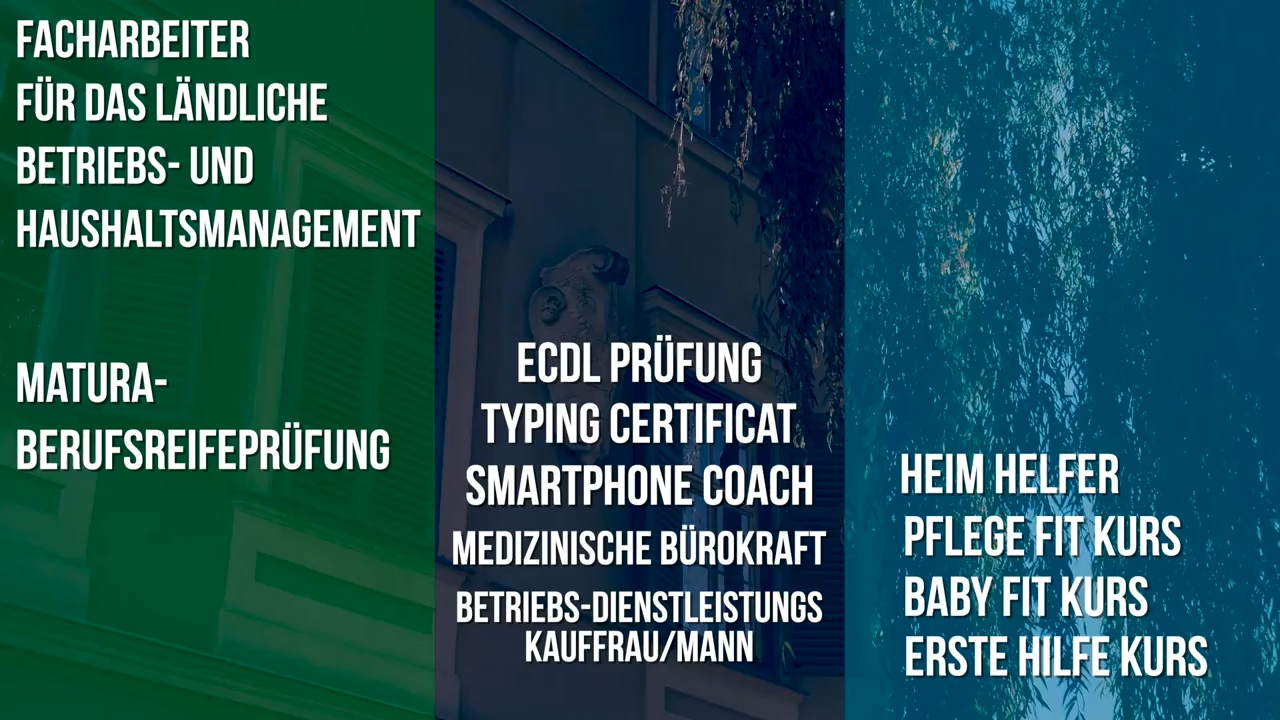 FACHARBEITER
FÜR DAS LÄNDLICHE
BETRIEBS- UND
HAUSHALTSMANAGEMENT
MATURA-
BERUFSREIFEPRÜFUNG
ECDL PRÜFUNG
TYPING CERTIFICAT
SMARTPHONE COACH
MEDIZINISCHE BÜROKRAFT
BETRIEBS-DIENSTLEISTUNGS
KAUFFRAU/MANN
HEIM HELFER
PFLEGE FIT KURS
BABY FIT KURS
ERSTE HILFE KURS